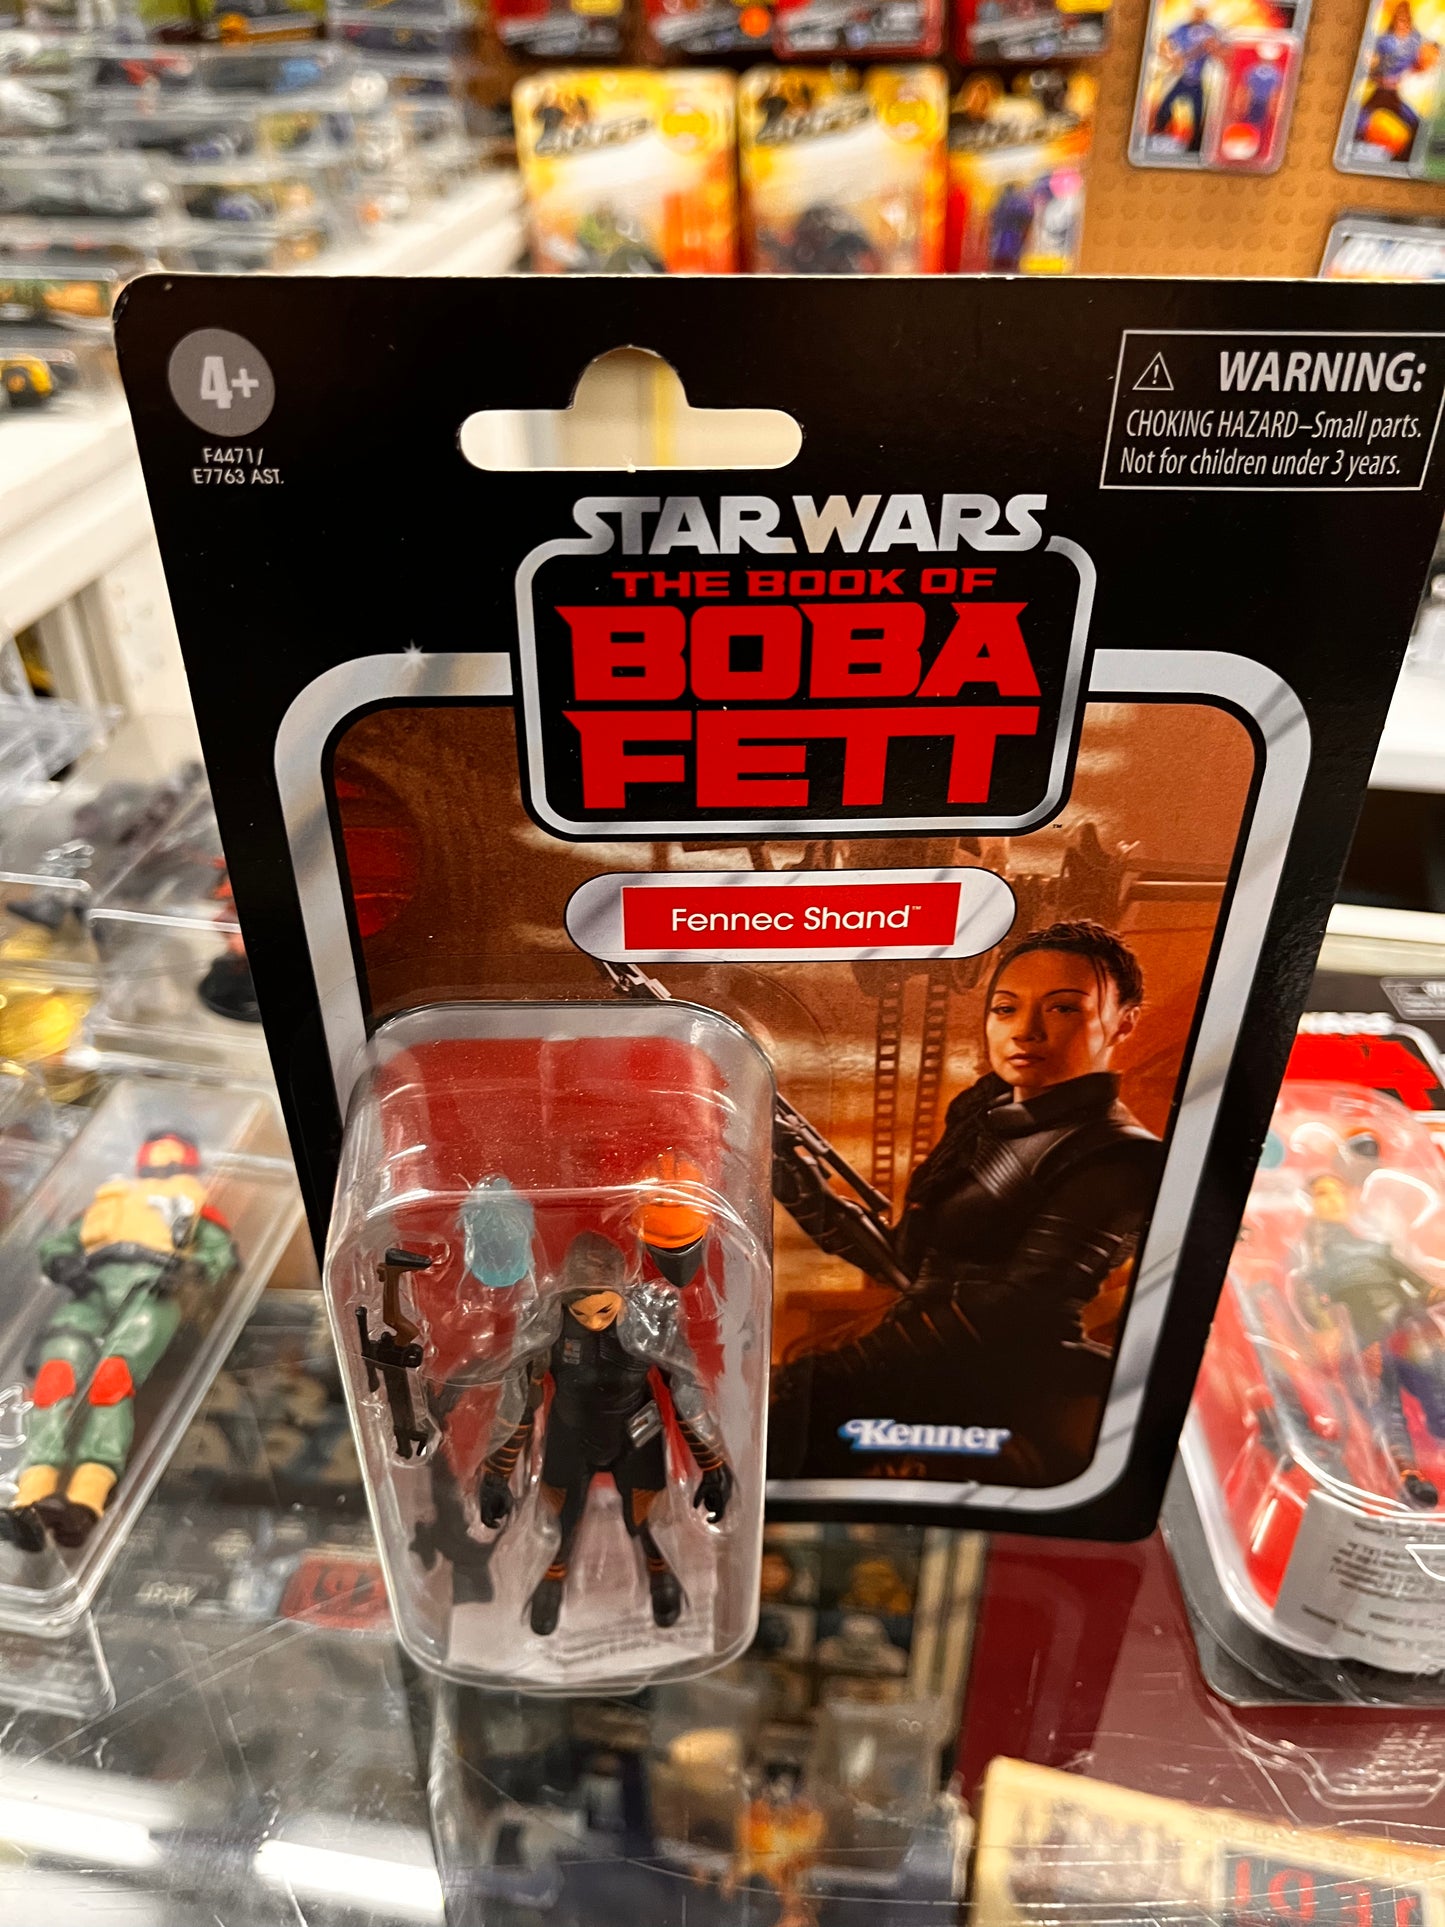 4+
F4471/
E7763 AST.
WARNING:
CHOKING HAZARD–Small parts.
Not for children under 3 years.
STAR WARS
THE BOOK OF
BOBA
FETT
™
Fennec Shand™
Kenner